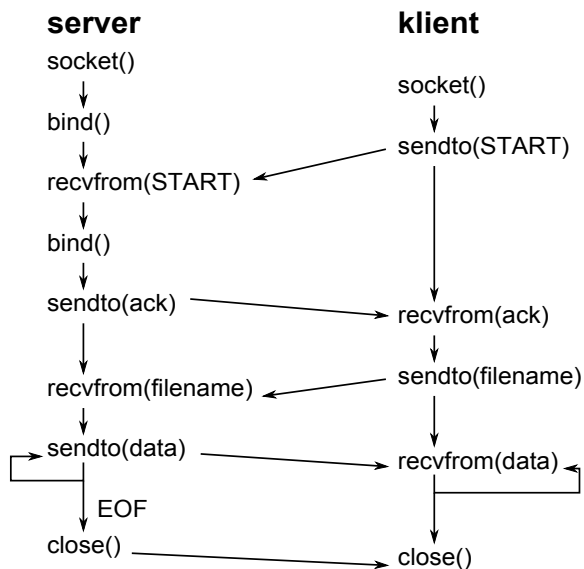 server
socket()
bind()
recvfrom(START)
bind()
sendto(ack)
recvfrom(filename)
sendto(data)
EOF
close()
klient
socket()
sendto(START)
recvfrom(ack)
sendto(filename)
recvfrom(data)
close()